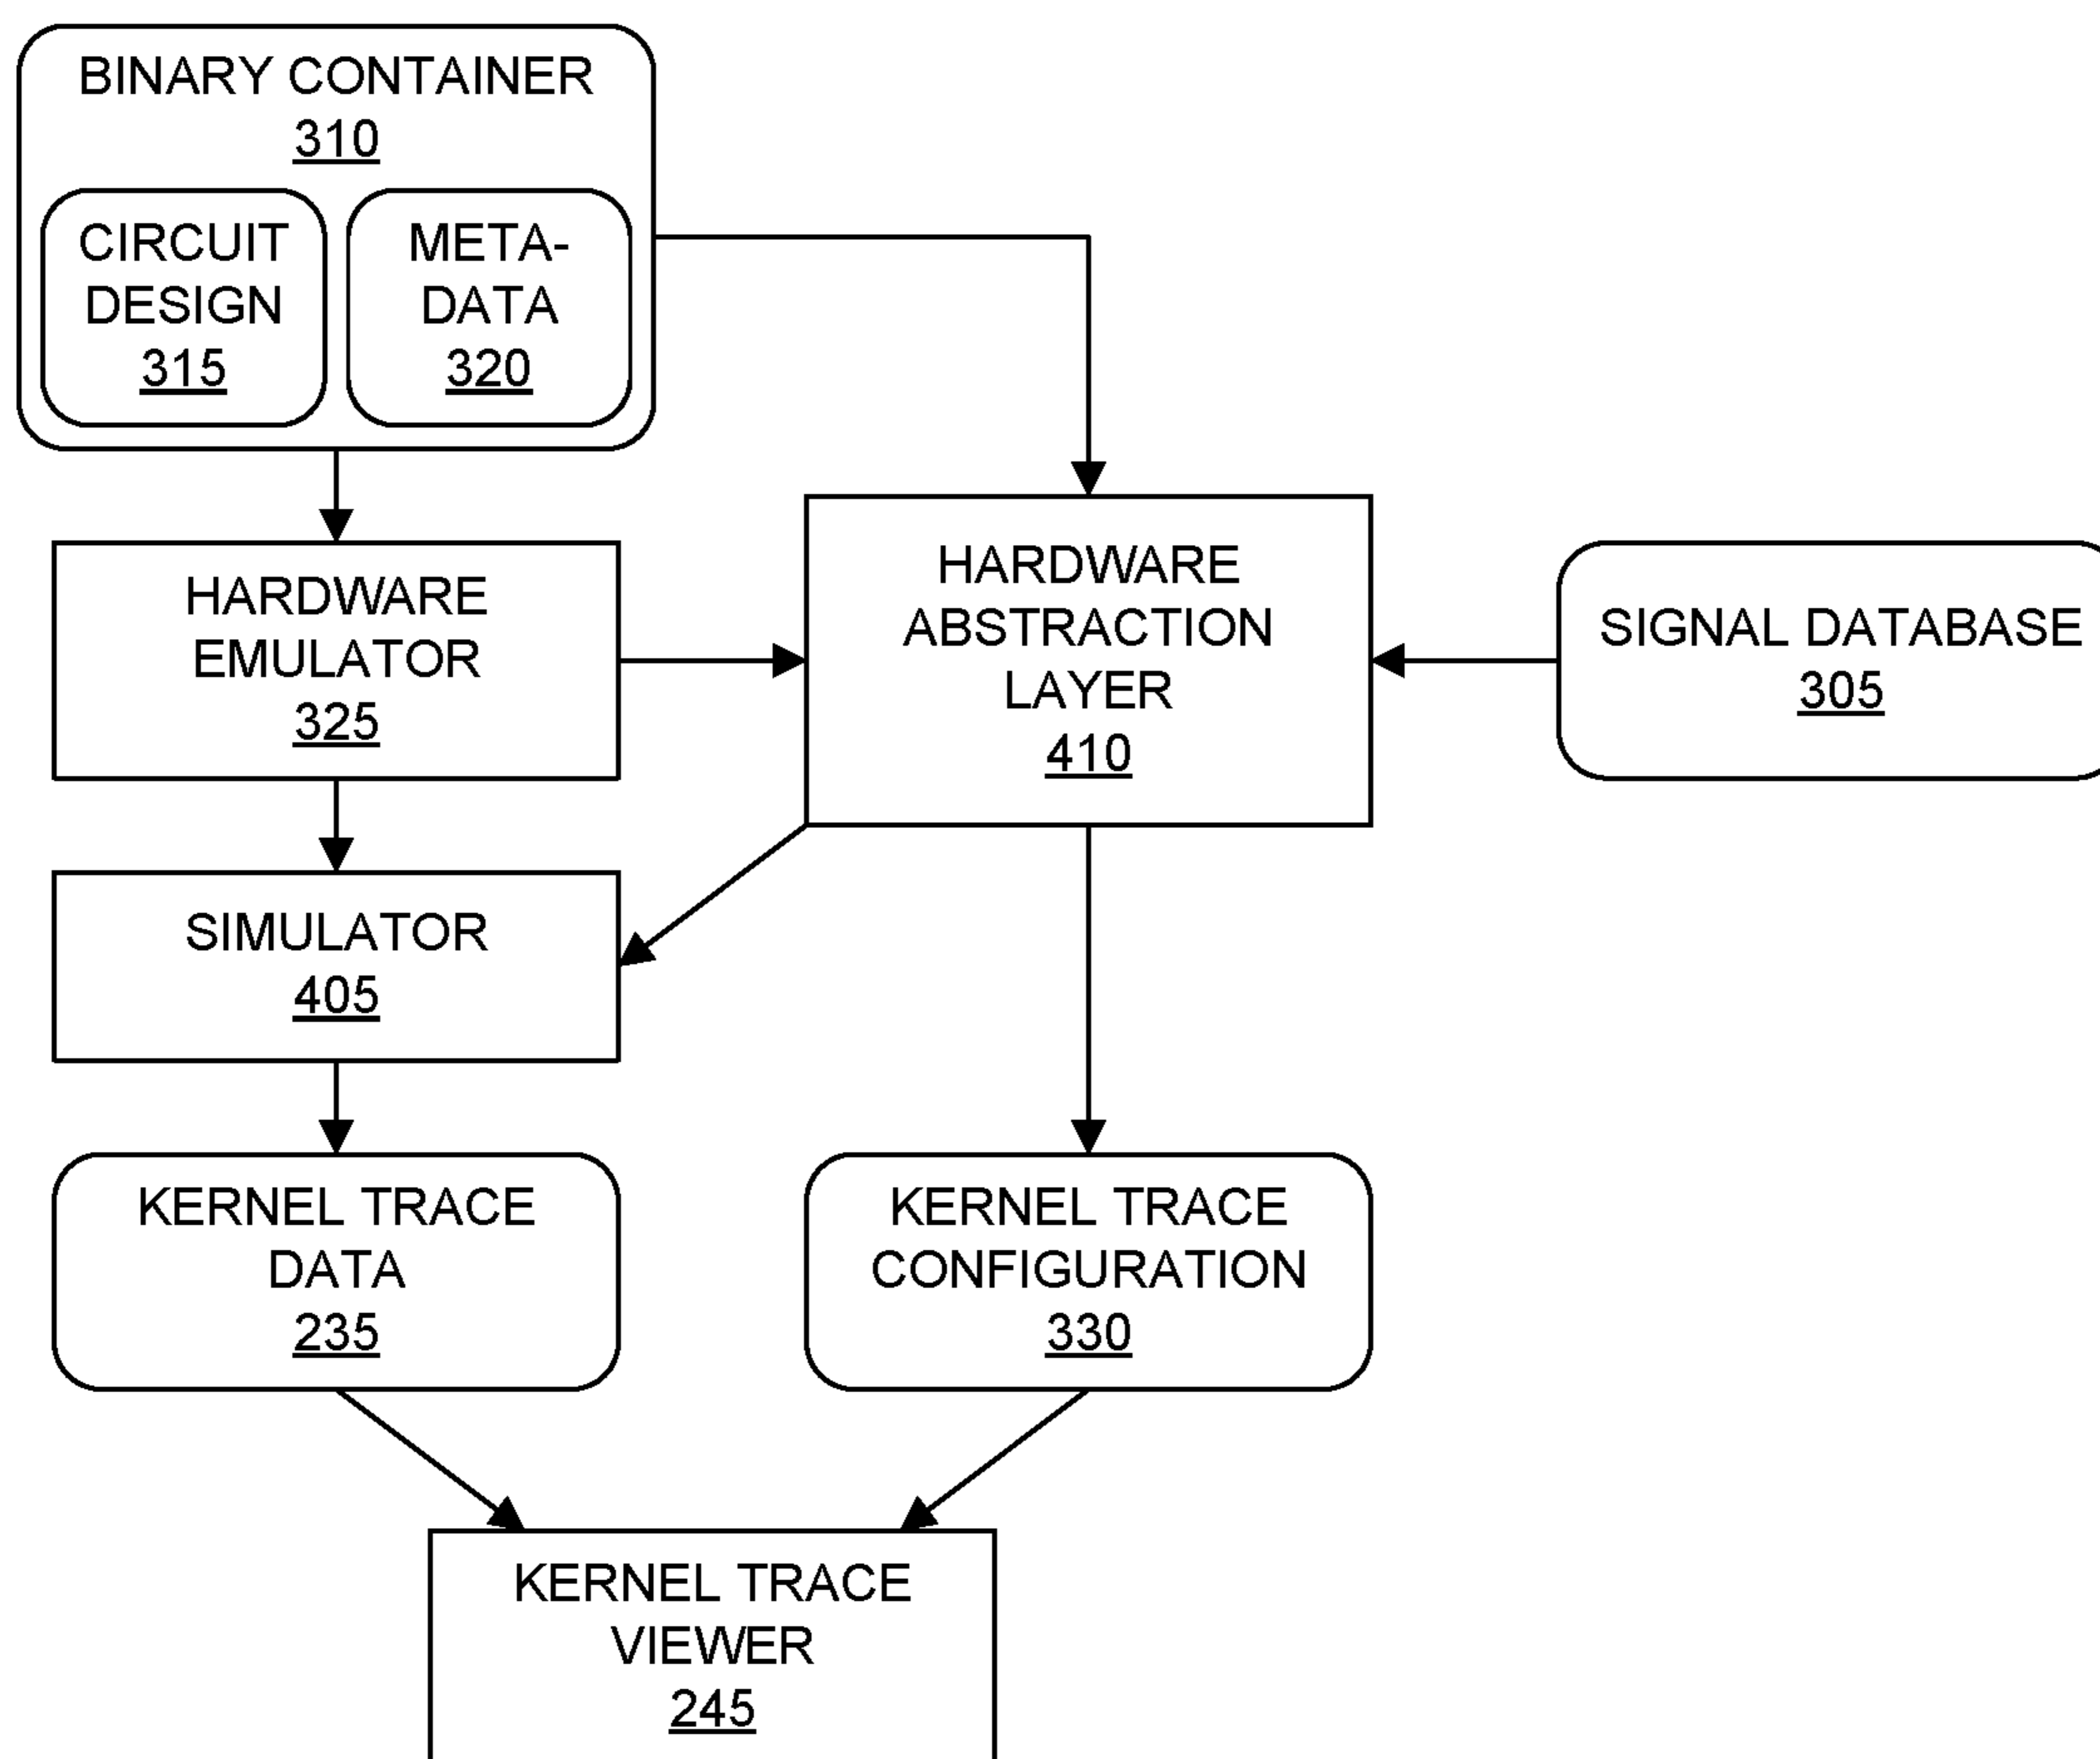 BINARY CONTAINER
310
CIRCUIT
DESIGN
315
META-
DATA
320
HARDWARE
EMULATOR
325
HARDWARE
ABSTRACTION
LAYER
410
SIGNAL DATABASE
305
SIMULATOR
405
KERNEL TRACE
DATA
235
KERNEL TRACE
CONFIGURATION
330
KERNEL TRACE
VIEWER
245